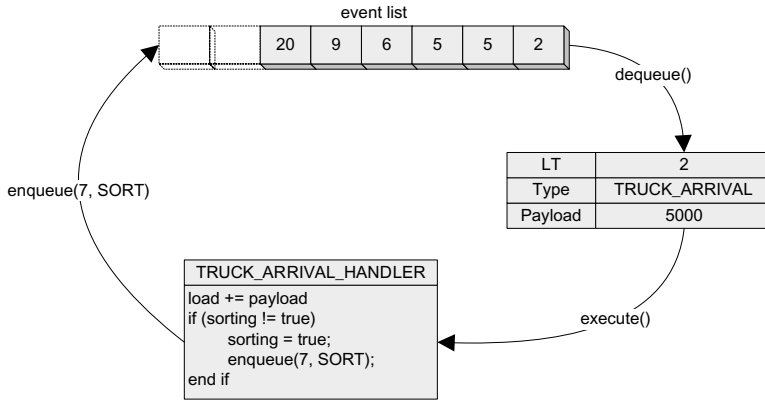 event list
20 9 6 5 5 2
dequeue()
LT 2
Type TRUCK_ARRIVAL
Payload 5000
enqueue(7, SORT)
TRUCK_ARRIVAL_HANDLER
load += payload
if (sorting != true)
sorting = true;
enqueue(7, SORT);
end if
execute()